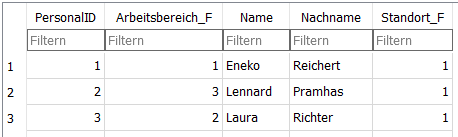 PersonalID Arbeitsbereich_F Name Nachname Standort_F
Filtern Filtern Filtern Filtern Filtern
1 1 1 Eneko Reichert 1
2 2 3 Lennard Pramhas 1
3 3 2 Laura Richter 1